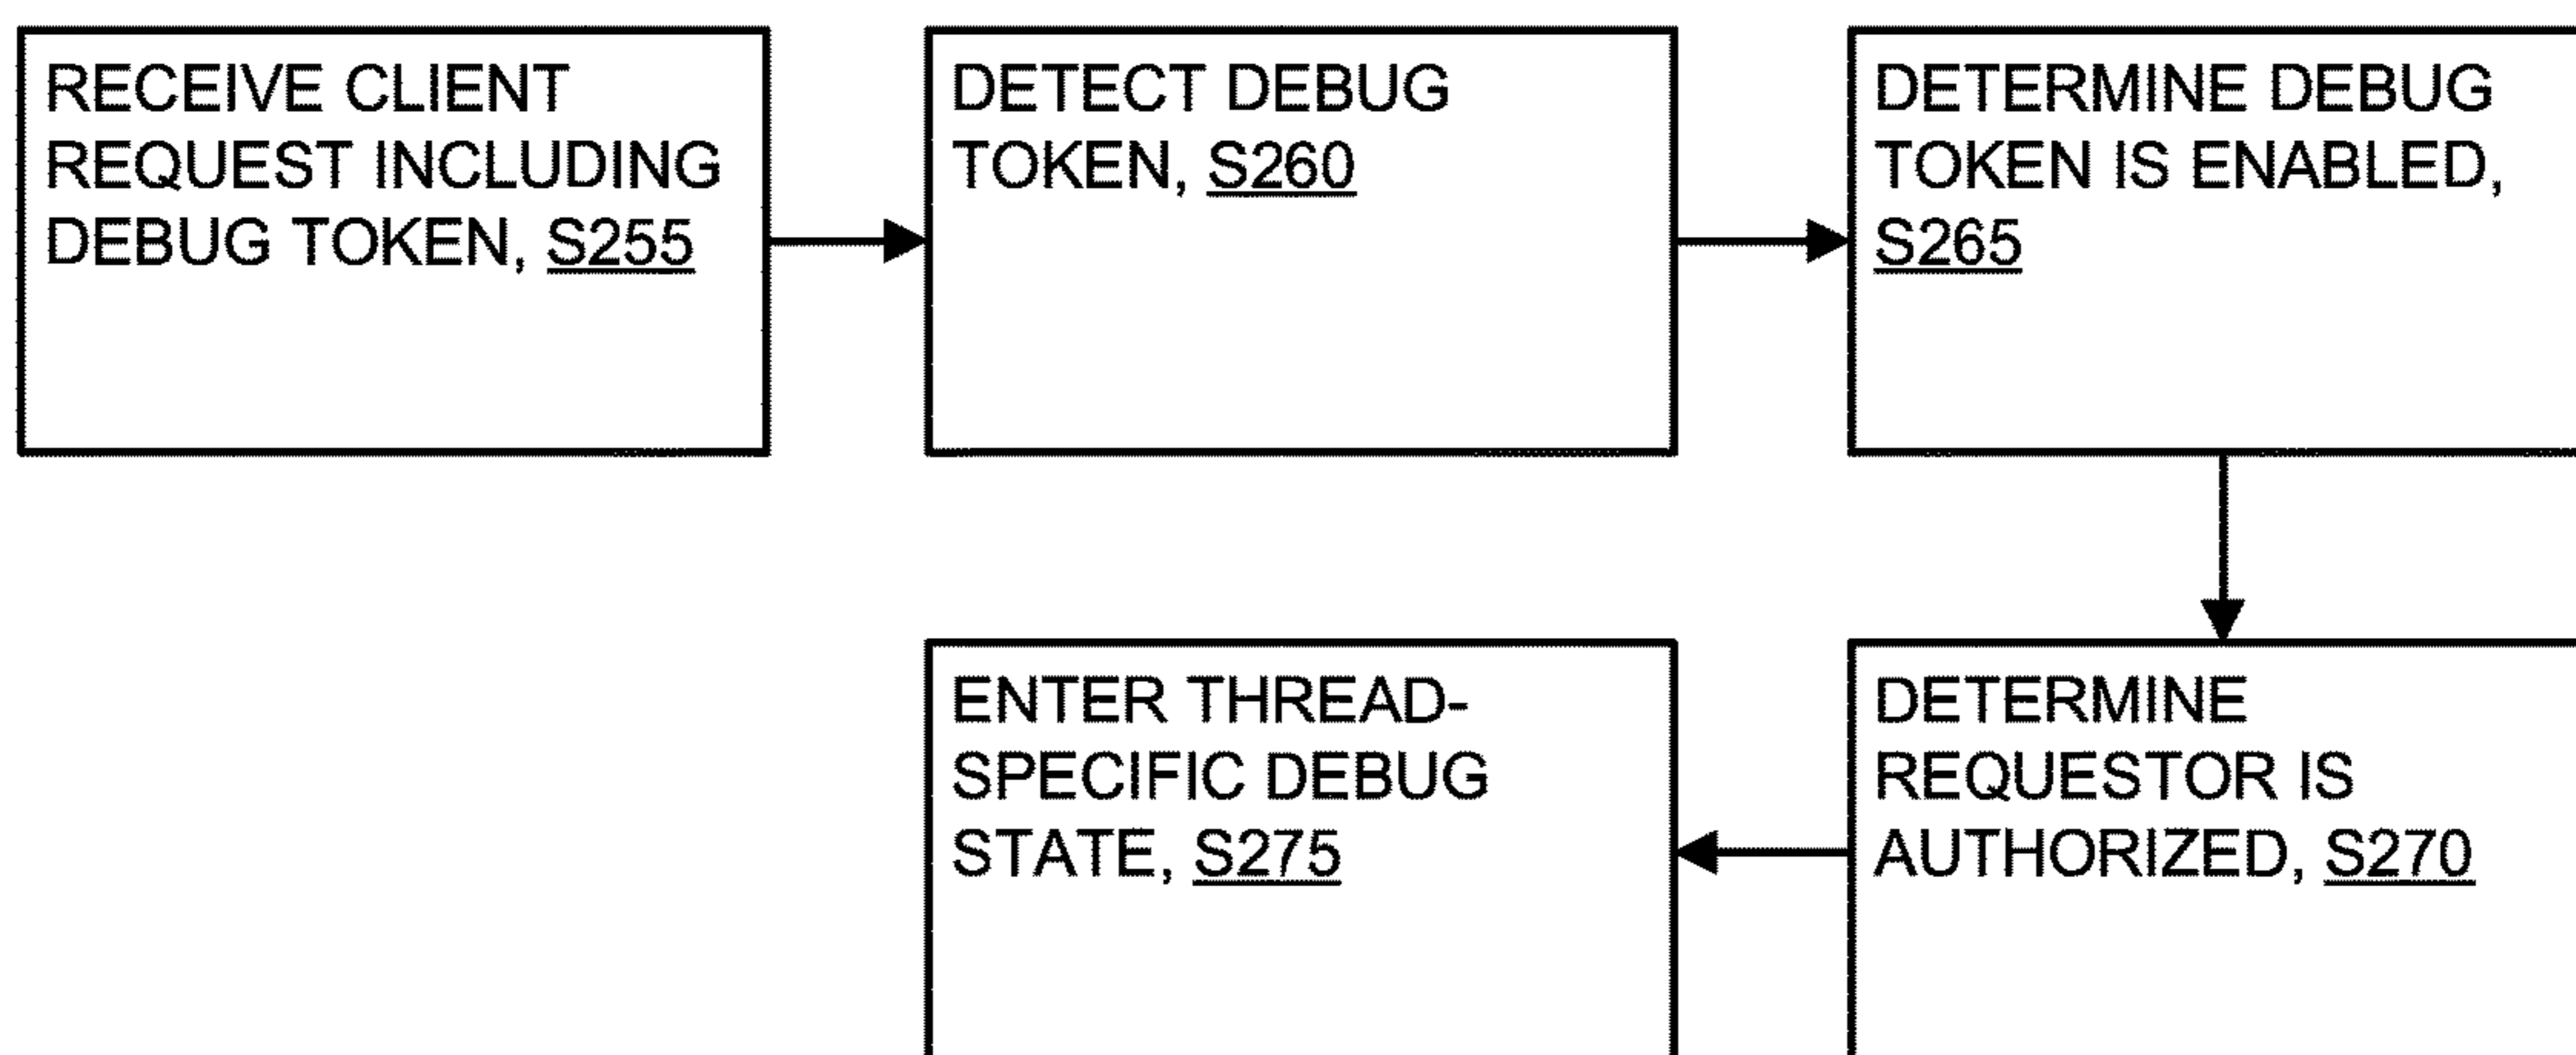 RECEIVE CLIENT
REQUEST INCLUDING
DEBUG TOKEN, S255
DETECT DEBUG
TOKEN, S260
DETERMINE DEBUG
TOKEN IS ENABLED,
S265
DETERMINE
REQUESTOR IS
AUTHORIZED, S270
ENTER THREAD-
SPECIFIC DEBUG
STATE, S275